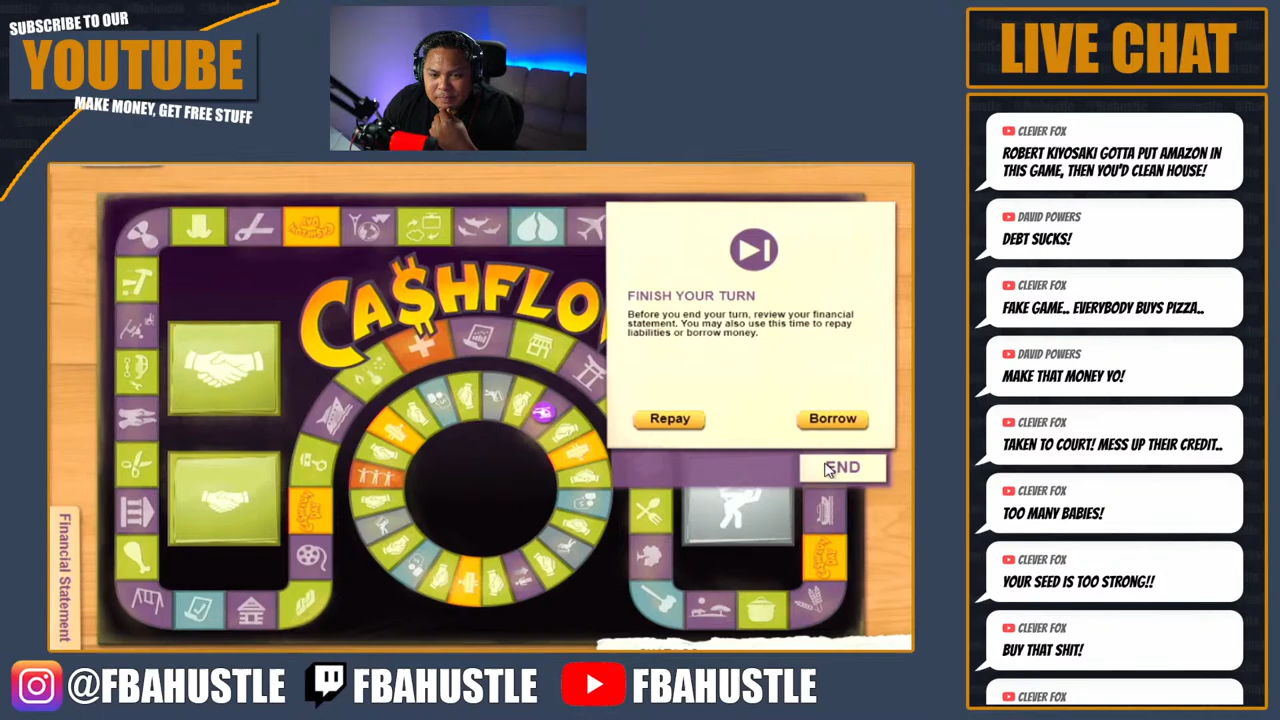 SUBSCRIBE TO OUR
YOUTUBE
MAKE MONEY, GET FREE STUFF
LIVE CHAT
CLEVER FOX
ROBERT KIYOSAKI GOTTA PUT AMAZON IN
THIS GAME, THEN YOU'D CLEAN HOUSE!
DAVID POWERS
DEBT SUCKS!
CLEVER FOX
FAKE GAME.. EVERYBODY BUYS PIZZA..
DAVID POWERS
MAKE THAT MONEY YO!
CLEVER FOX
TAKEN TO COURT! MESS UP THEIR CREDIT..
CLEVER FOX
TOO MANY BABIES!
CLEVER FOX
YOUR SEED IS TOO STRONG!!
CLEVER FOX
BUY THAT SHIT!
CLEVER FOX
CA$HFLO
FINISH YOUR TURN
Before you end your turn, review your financial
statement. You may also use this time to repay
liabilities or borrow money.
Repay
Borrow
END
Financial Statement
@FBAHUSTLE
FBAHUSTLE
FBAHUSTLE